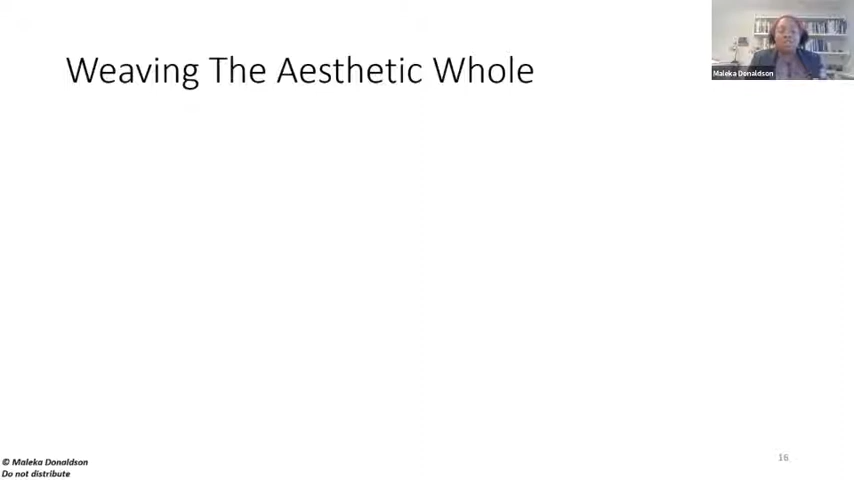 Weaving The Aesthetic Whole
Maleka Donaldson
© Maleka Donaldson
Do not distribute
16